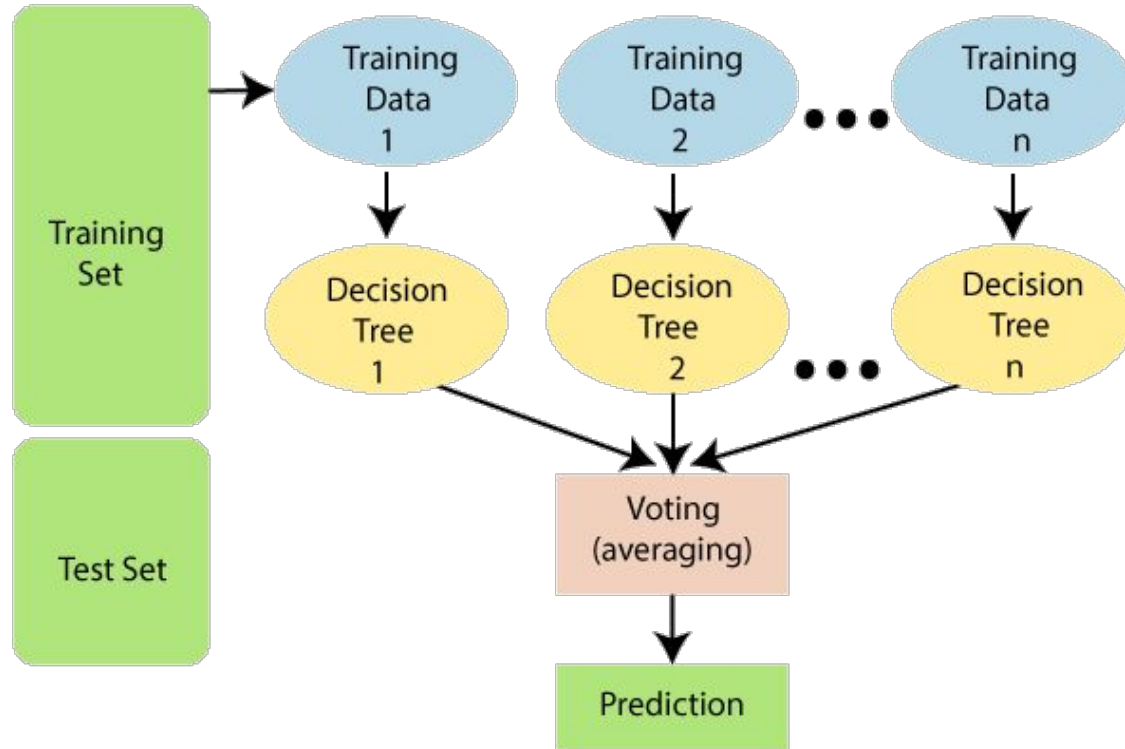 Training
Set
Training
Data
1
Training
Data
2
Training
Data
n
Decision
Tree
1
Decision
Tree
2
Decision
Tree
n
Test Set
Voting
(averaging)
Prediction